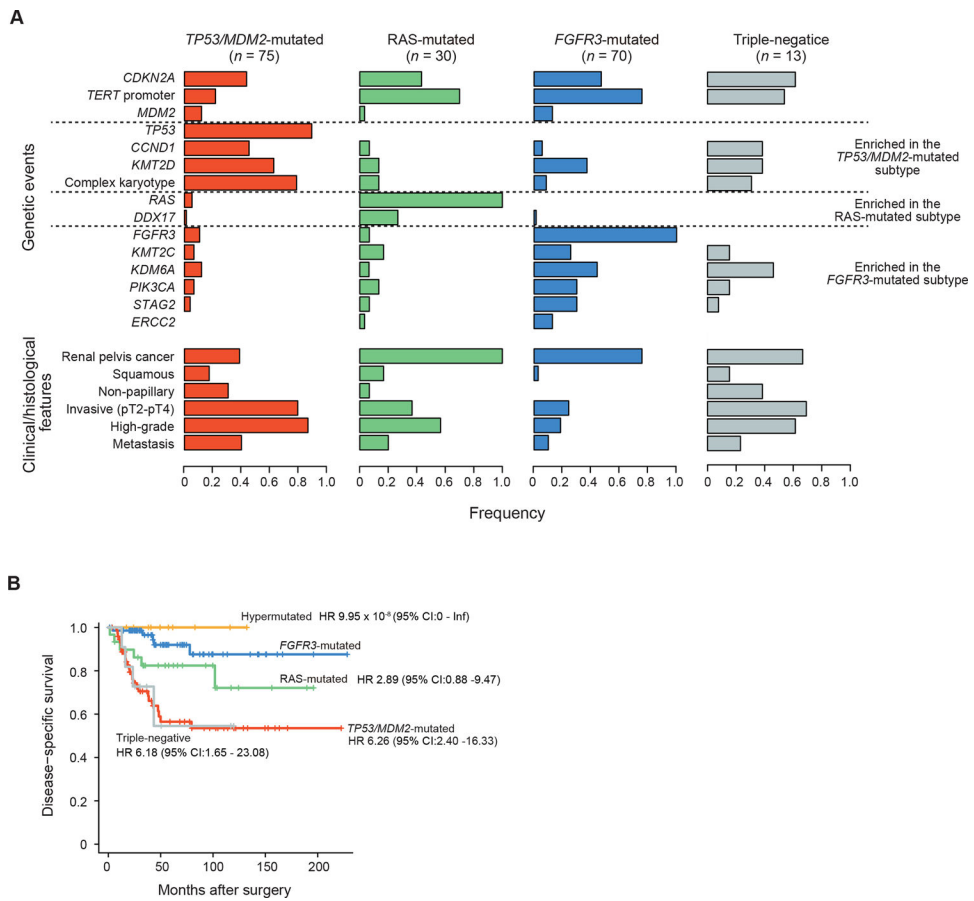 A
TP53/MDM2-mutated
(n = 75)
RAS-mutated
(n = 30)
FGFR3-mutated
(n = 70)
Triple-negatice
(n = 13)
Genetic events
CDKN2A
TERT promoter
MDM2
TP53
CCND1
KMT2D
Complex karyotype
Enriched in the
TP53/MDM2-mutated
subtype
RAS
DDX17
Enriched in the
RAS-mutated subtype
FGFR3
KMT2C
KDM6A
PIK3CA
STAG2
ERCC2
Enriched in the
FGFR3-mutated subtype
Clinical/histological
features
Renal pelvis cancer
Squamous
Non-papillary
Invasive (pT2-pT4)
High-grade
Metastasis
0 0.2 0.4 0.6 0.8 1.0
0 0.2 0.4 0.6 0.8 1.0
0 0.2 0.4 0.6 0.8 1.0
0 0.2 0.4 0.6 0.8 1.0
Frequency
B
Disease−specific survival
1.0
0.8
0.6
0.4
0.2
0
Hypermutated HR 9.95 x 10⁻⁸ (95% CI:0 - Inf)
FGFR3-mutated
RAS-mutated HR 2.89 (95% CI:0.88 -9.47)
TP53/MDM2-mutated
HR 6.26 (95% CI:2.40 -16.33)
Triple-negative
HR 6.18 (95% CI:1.65 - 23.08)
0 50 100 150 200
Months after surgery